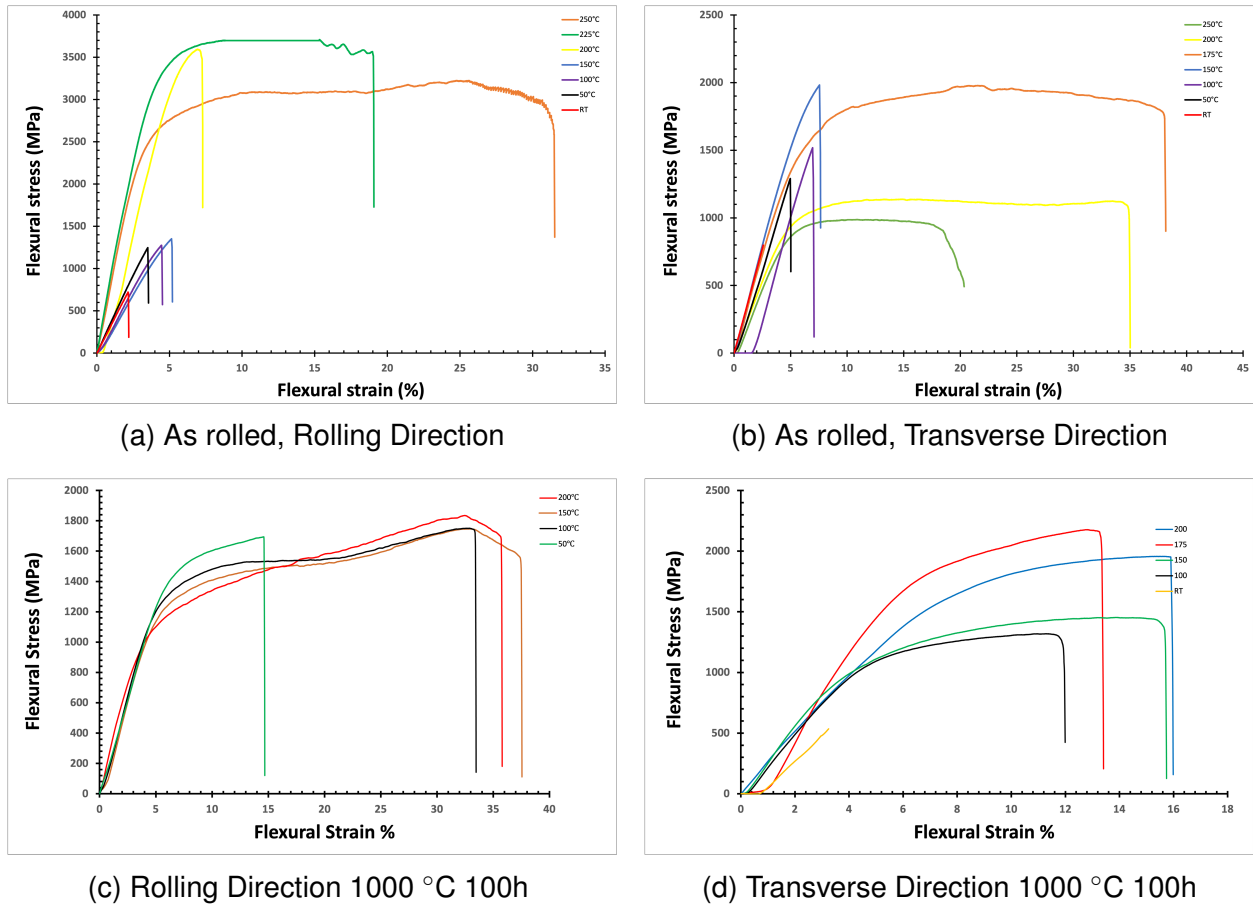 4000
3500
3000
2500
2000
1500
1000
500
0
0 5 10 15 20 25 30 35
Flexural stress (MPa)
Flexural strain (%)
250°C
225°C
200°C
150°C
100°C
50°C
RT
(a) As rolled, Rolling Direction
2500
2000
1500
1000
500
0
0 5 10 15 20 25 30 35 40 45
Flexural stress (MPa)
Flexural strain (%)
250°C
200°C
175°C
150°C
100°C
50°C
RT
(b) As rolled, Transverse Direction
2000
1800
1600
1400
1200
1000
800
600
400
200
0
0 5 10 15 20 25 30 35 40
Flexural Stress (MPa)
Flexural Strain %
200°C
150°C
100°C
50°C
(c) Rolling Direction 1000 °C 100h
2500
2000
1500
1000
500
0
0 2 4 6 8 10 12 14 16 18
Flexural Stress (MPa)
Flexural Strain %
200
175
150
100
RT
(d) Transverse Direction 1000 °C 100h